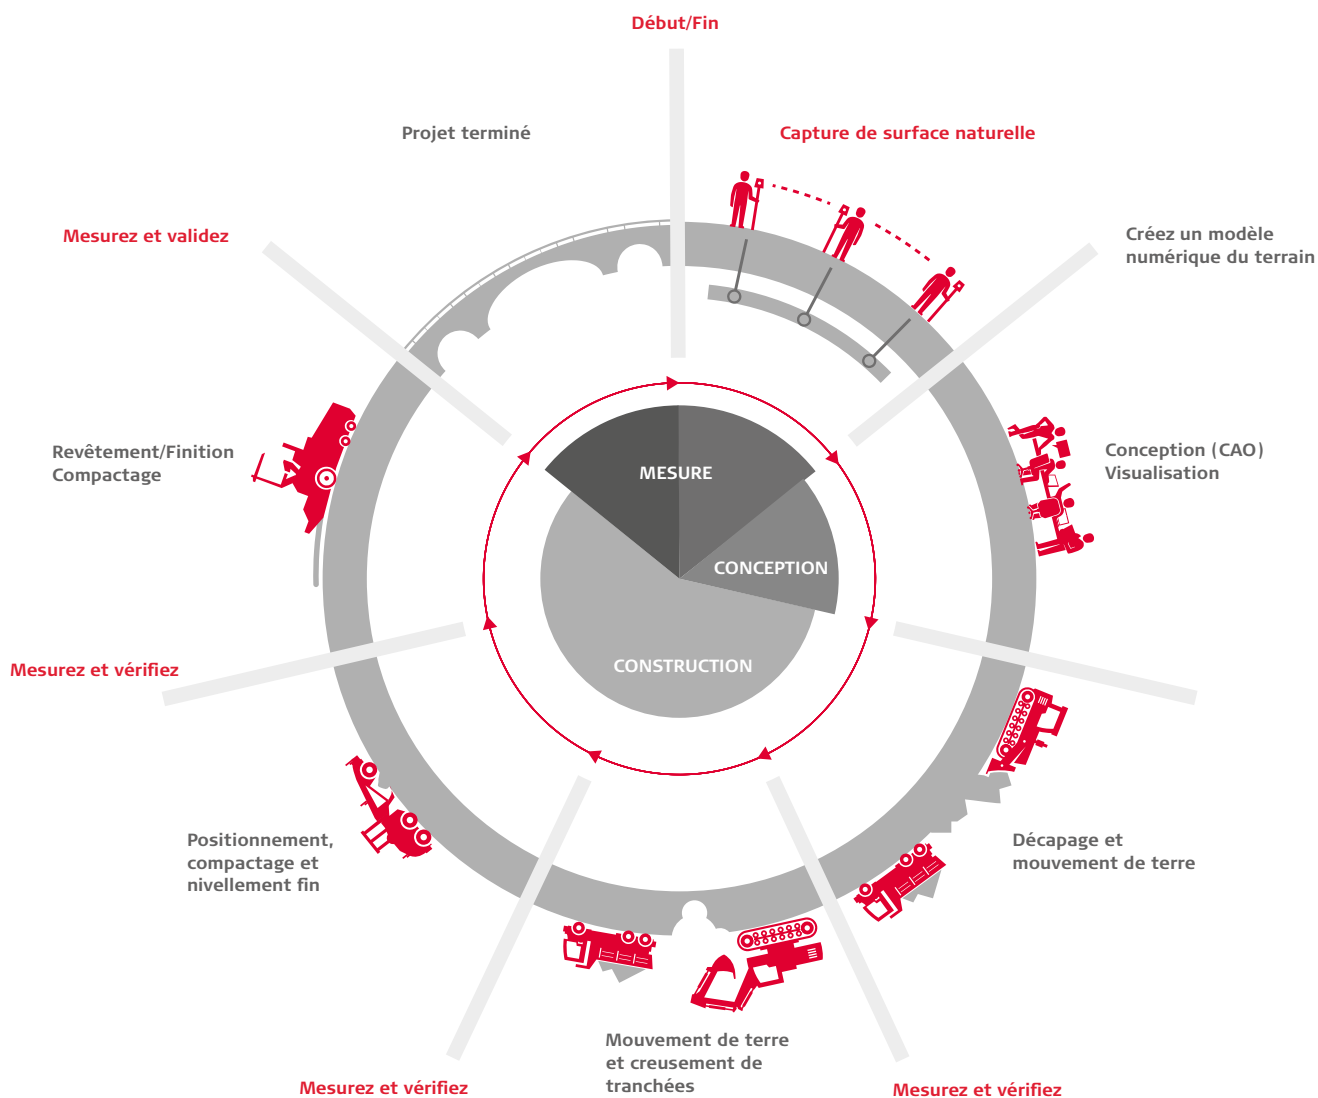 Début/Fin
Projet terminé
Capture de surface naturelle
Mesurez et validez
Créez un modèle
numérique du terrain
Revêtement/Finition
Compactage
Conception (CAO)
Visualisation
MESURE
CONCEPTION
CONSTRUCTION
Mesurez et vérifiez
Positionnement,
compactage et
nivellement fin
Décapage et
mouvement de terre
Mouvement de terre
et creusement de
tranchées
Mesurez et vérifiez
Mesurez et vérifiez